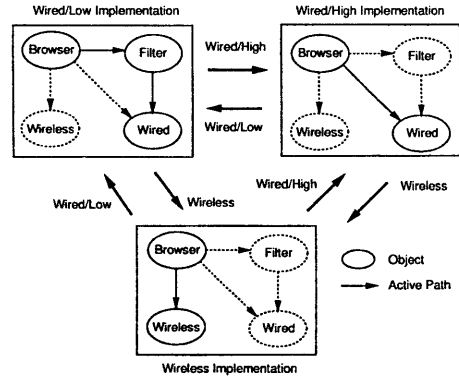 Wired/Low Implementation
Wired/High Implementation
Browser
Filter
Wireless
Wired
Wired/High
Wired/Low
Browser
Filter
Wireless
Wired
Wired/Low
Wireless
Wired/High
Wireless
Browser
Filter
Wireless
Wired
Object
Active Path
Wireless Implementation